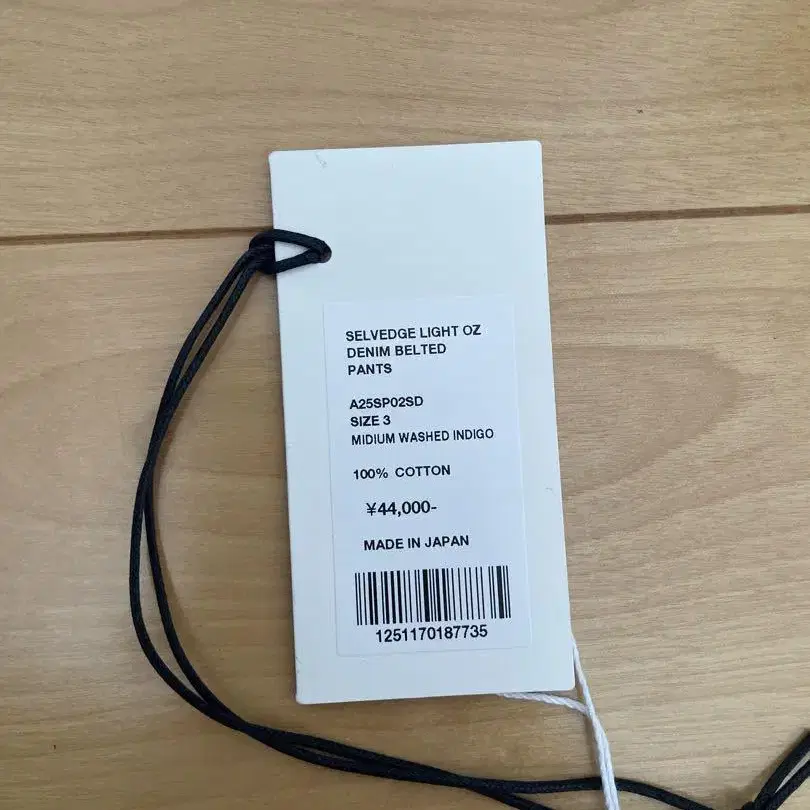 SELVEDGE LIGHT OZ
DENIM BELTED
PANTS
A25SP02SD
SIZE 3
MIDIUM WASHED INDIGO
100% COTTON
¥44,000-
MADE IN JAPAN
1251170187735